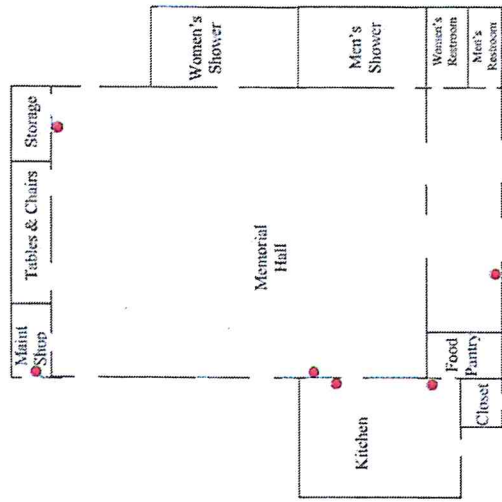 Women's
Shower
Men's
Shower
Women's
Restroom
Men's
Restroom
Storage
Tables & Chairs
Maint
Shop
Memorial
Hall
Food
Pantry
Closet
Kitchen